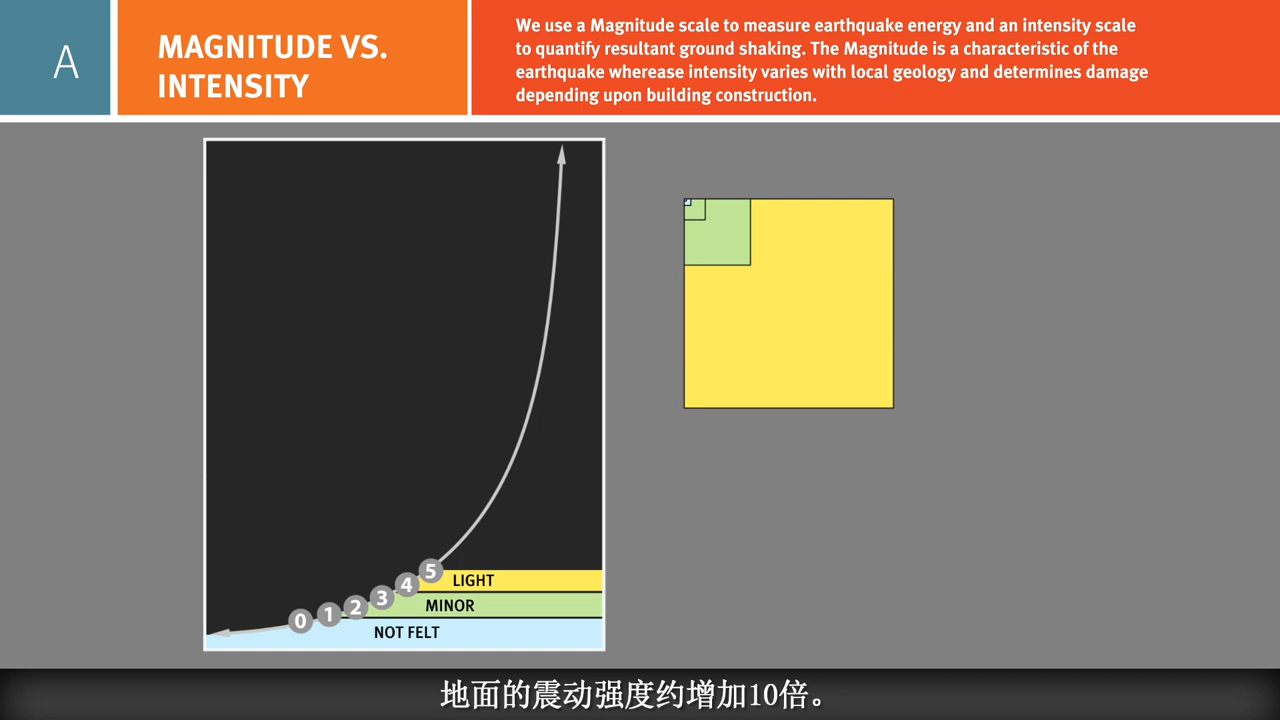 A
MAGNITUDE VS.
INTENSITY
We use a Magnitude scale to measure earthquake energy and an intensity scale
to quantify resultant ground shaking. The Magnitude is a characteristic of the
earthquake wherease intensity varies with local geology and determines damage
depending upon building construction.
5
LIGHT
4
3
MINOR
2
1
0
NOT FELT
地面的震动强度约增加10倍。